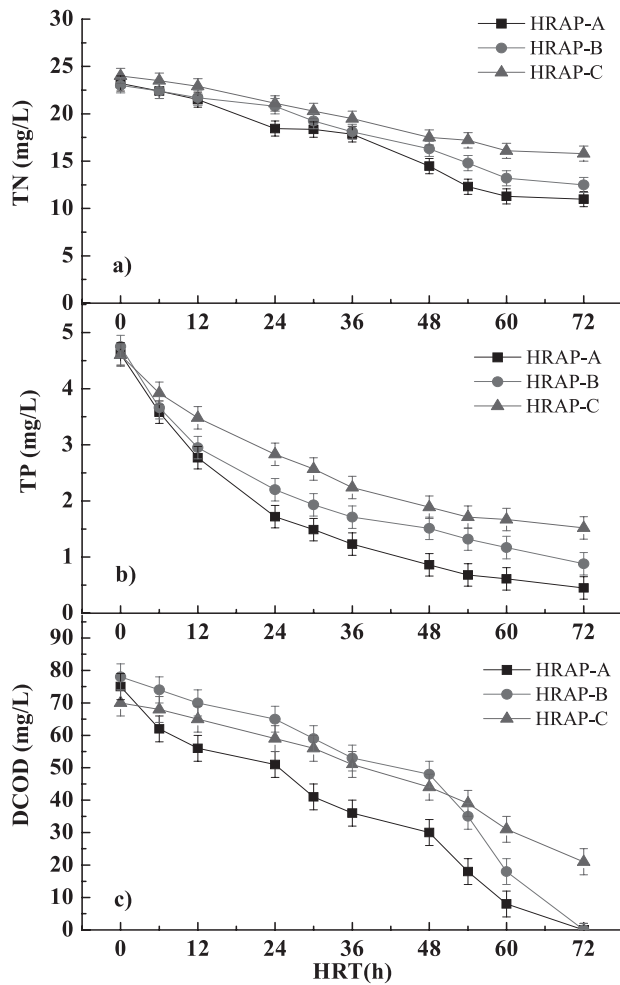 30
HRAP-A
25
HRAP-B
HRAP-C
20
TN (mg/L)
15
10
5
a)
0
0 12 24 36 48 60 72
5
HRAP-A
HRAP-B
4
HRAP-C
3
TP (mg/L)
2
1
b)
0
0 12 24 36 48 60 72
90
80
HRAP-A
70
HRAP-B
HRAP-C
60
50
DCOD (mg/L)
40
30
20
10
c)
0
0 12 24 36 48 60 72
HRT(h)